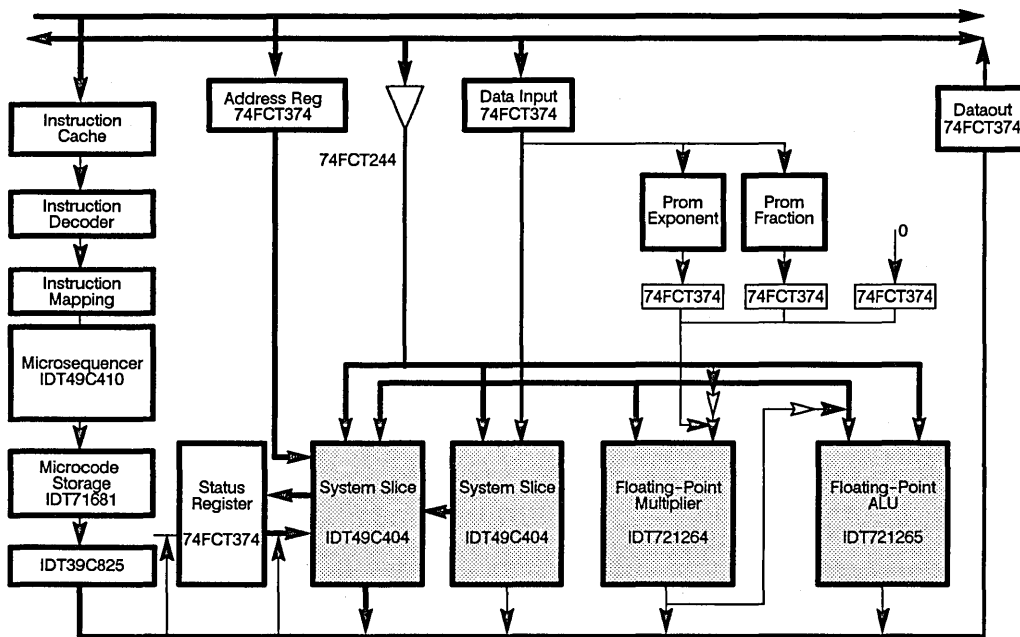 Instruction
Cache
Instruction
Decoder
Instruction
Mapping
Microsequencer
IDT49C410
Microcode
Storage
IDT71681
IDT39C825
Address Reg
74FCT374
74FCT244
Data Input
74FCT374
Dataout
74FCT374
Prom
Exponent
Prom
Fraction
0
74FCT374
74FCT374
74FCT374
Status
Register
74FCT374
System Slice
IDT49C404
System Slice
IDT49C404
Floating-Point
Multiplier
IDT721264
Floating-Point
ALU
IDT721265